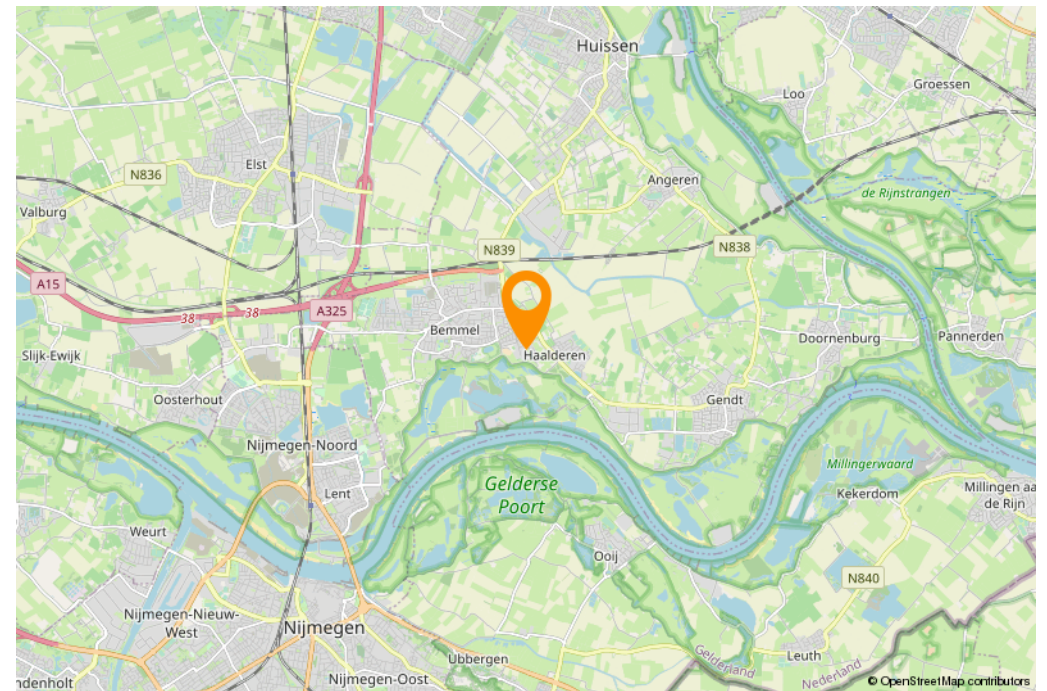 Huissen
Loo
Groessen
Elst
N836
Angeren
de Rijnstrangen
Valburg
N839
N838
A15
A325
38
38
Bemmel
Doornenburg
Pannerden
Slijk-Ewijk
Haalderen
Oosterhout
Gendt
Nijmegen-Noord
Millingerwaard
Gelderse
Poort
Lent
Kekerdom
Millingen aa
de Rijn
Weurt
Ooij
N840
Nijmegen-Nieuw-
West
Nijmegen
Ubbergen
Gelderland
Leuth
Nederland
ndenholt
Nijmegen-Oost
© OpenStreetMap contributors